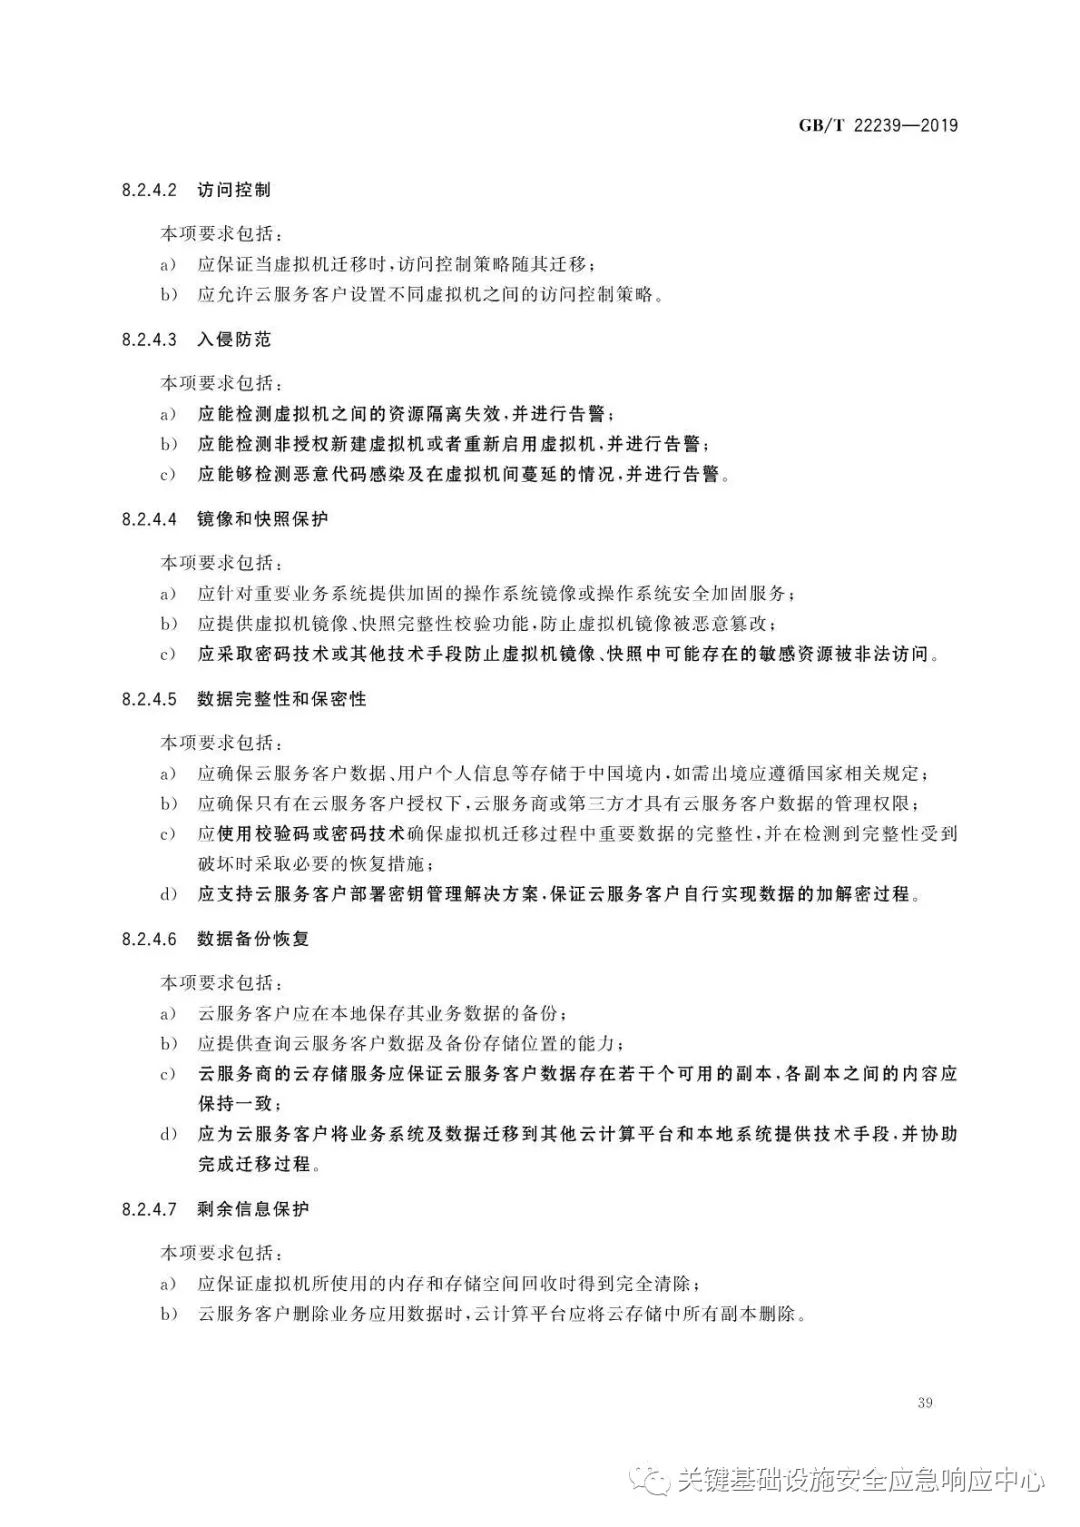 GB/T 22239—2019
8.2.4.2 访问控制
本项要求包括:
a) 应保证当虚拟机迁移时,访问控制策略随其迁移;
b) 应允许云服务客户设置不同虚拟机之间的访问控制策略。
8.2.4.3 入侵防范
本项要求包括:
a) 应能检测虚拟机之间的资源隔离失效,并进行告警;
b) 应能检测非授权新建虚拟机或者重新启用虚拟机,并进行告警;
c) 应能够检测恶意代码感染及在虚拟机间蔓延的情况,并进行告警。
8.2.4.4 镜像和快照保护
本项要求包括:
a) 应针对重要业务系统提供加固的操作系统镜像或操作系统安全加固服务;
b) 应提供虚拟机镜像、快照完整性校验功能,防止虚拟机镜像被恶意篡改;
c) 应采取密码技术或其他技术手段防止虚拟机镜像、快照中可能存在的敏感资源被非法访问。
8.2.4.5 数据完整性和保密性
本项要求包括:
a) 应确保云服务客户数据、用户个人信息等存储于中国境内,如需出境应遵循国家相关规定;
b) 应确保只有在云服务客户授权下,云服务商或第三方才具有云服务客户数据的管理权限;
c) 应使用校验码或密码技术确保虚拟机迁移过程中重要数据的完整性,并在检测到完整性受到
破坏时采取必要的恢复措施;
d) 应支持云服务客户部署密钥管理解决方案,保证云服务客户自行实现数据的加解密过程。
8.2.4.6 数据备份恢复
本项要求包括:
a) 云服务客户应在本地保存其业务数据的备份;
b) 应提供查询云服务客户数据及备份存储位置的能力;
c) 云服务商的云存储服务应保证云服务客户数据存在若干个可用的副本,各副本之间的内容应
保持一致;
d) 应为云服务客户将业务系统及数据迁移到其他云计算平台和本地系统提供技术手段,并协助
完成迁移过程。
8.2.4.7 剩余信息保护
本项要求包括:
a) 应保证虚拟机所使用的内存和存储空间回收时得到完全清除;
b) 云服务客户删除业务应用数据时,云计算平台应将云存储中所有副本删除。
39
关键基础设施安全应急响应中心